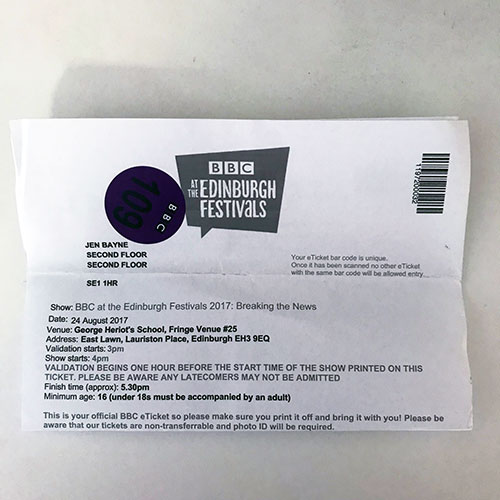 BBC
AT THE EDINBURGH
FESTIVALS
109
BBC
JEN BAYNE
SECOND FLOOR
SECOND FLOOR
SE1 1HR
1197200092
Your eTicket bar code is unique.
Once it has been scanned no other eTicket
with the same bar code will be allowed entry...
Show: BBC at the Edinburgh Festivals 2017: Breaking the News
Date: 24 August 2017
Venue: George Heriot's School, Fringe Venue #25
Address: East Lawn, Lauriston Place, Edinburgh EH3 9EQ
Validation starts: 3pm
Show starts: 4pm
VALIDATION BEGINS ONE HOUR BEFORE THE START TIME OF THE SHOW PRINTED ON THIS
TICKET. PLEASE BE AWARE ANY LATECOMERS MAY NOT BE ADMITTED
Finish time (approx): 5.30pm
Minimum age: 16 (under 18s must be accompanied by an adult)
This is your official BBC eTicket so please make sure you print it off and bring it with you! Please be
aware that our tickets are non-transferrable and photo ID will be required.